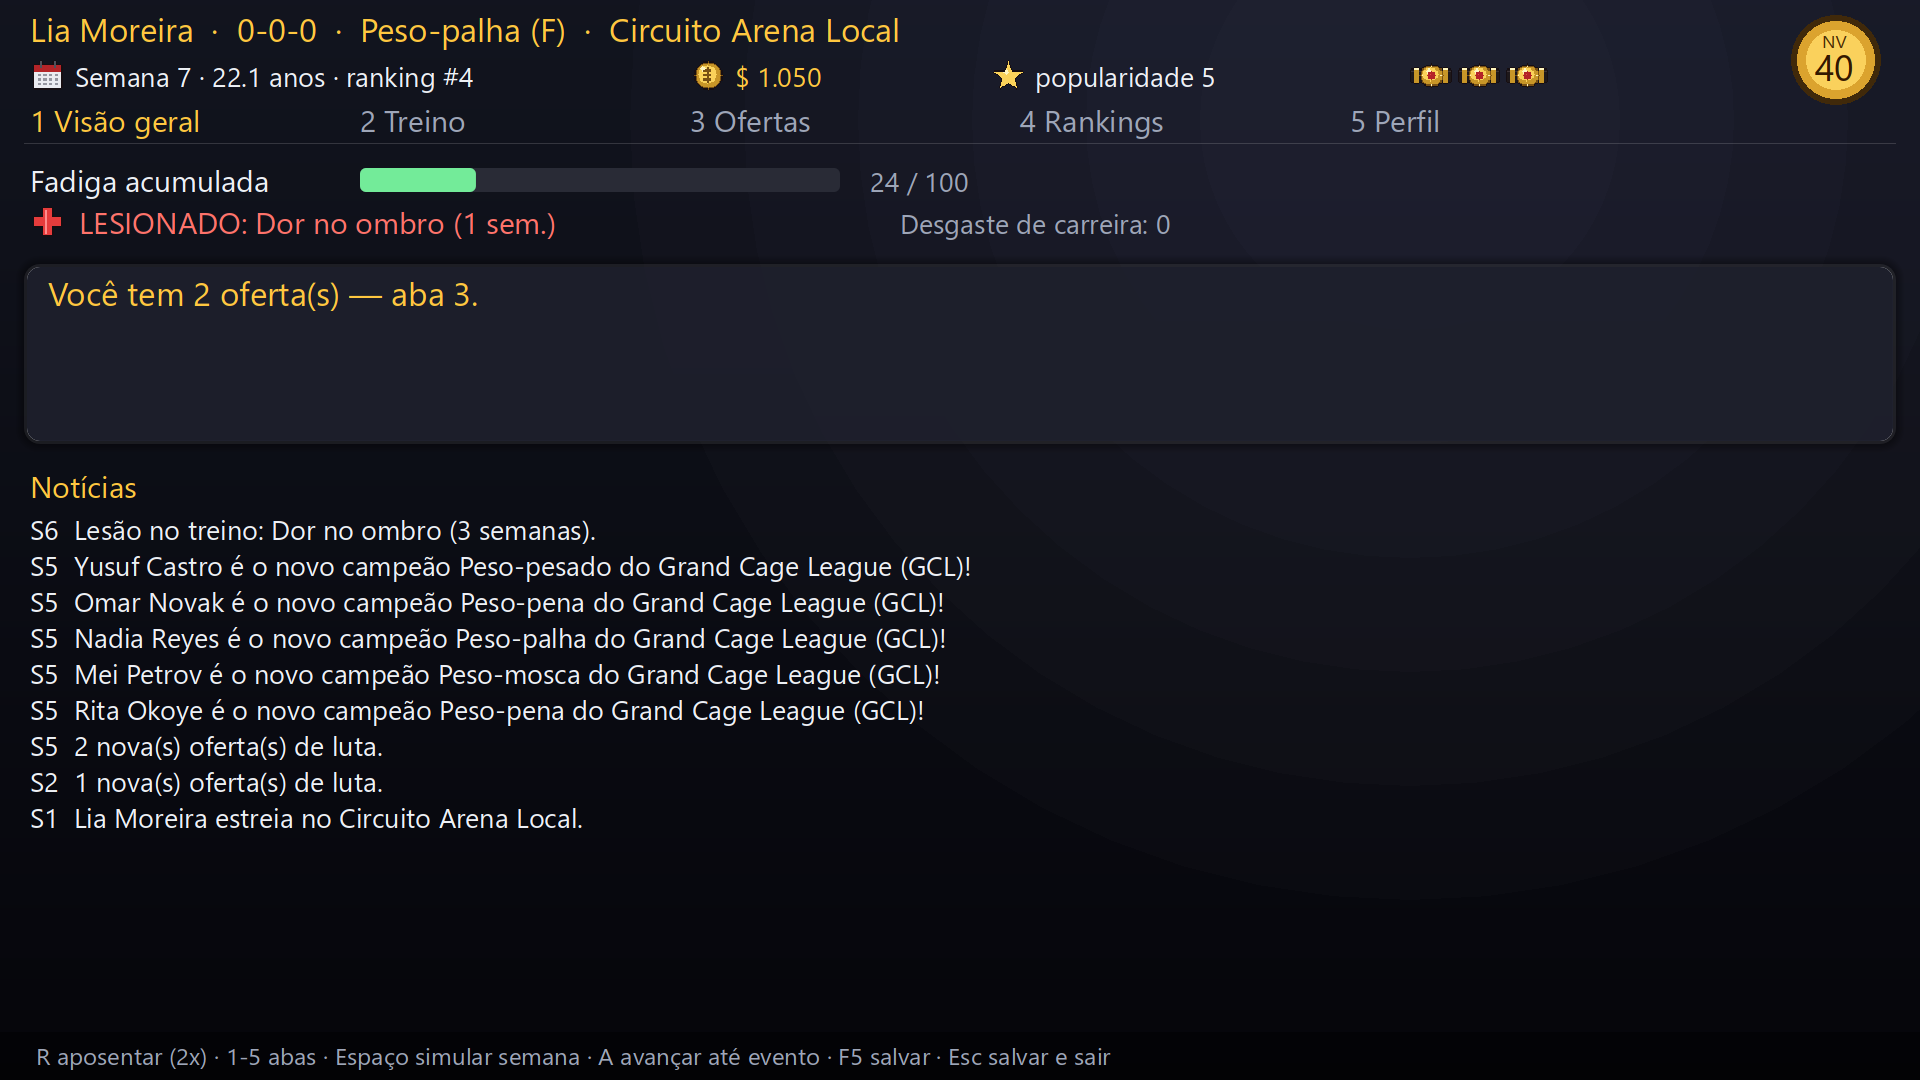 Lia Moreira · 0-0-0 · Peso-palha (F) · Circuito Arena Local
NV
40
Semana 7 · 22.1 anos · ranking #4
$ 1.050
popularidade 5
1 Visão geral
2 Treino
3 Ofertas
4 Rankings
5 Perfil
Fadiga acumulada
24 / 100
LESIONADO: Dor no ombro (1 sem.)
Desgaste de carreira: 0
Você tem 2 oferta(s) — aba 3.
Notícias
S6 Lesão no treino: Dor no ombro (3 semanas).
S5 Yusuf Castro é o novo campeão Peso-pesado do Grand Cage League (GCL)!
S5 Omar Novak é o novo campeão Peso-pena do Grand Cage League (GCL)!
S5 Nadia Reyes é o novo campeão Peso-palha do Grand Cage League (GCL)!
S5 Mei Petrov é o novo campeão Peso-mosca do Grand Cage League (GCL)!
S5 Rita Okoye é o novo campeão Peso-pena do Grand Cage League (GCL)!
S5 2 nova(s) oferta(s) de luta.
S2 1 nova(s) oferta(s) de luta.
S1 Lia Moreira estreia no Circuito Arena Local.
R aposentar (2x) · 1-5 abas · Espaço simular semana · A avançar até evento · F5 salvar · Esc salvar e sair